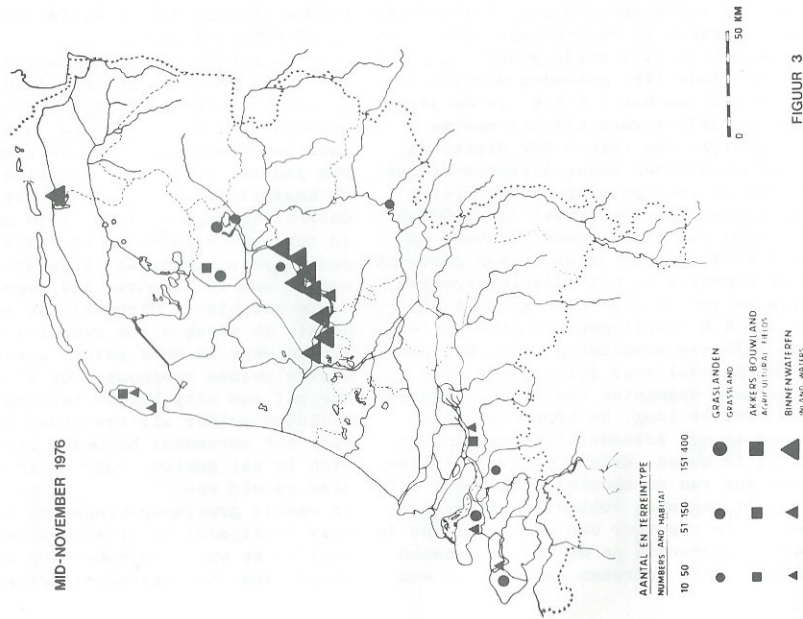 MID-NOVEMBER 1976
0 50 KM
AANTAL EN TERREINTYPE
NUMBERS AND HABITAT
10 50 51 150 151 400
GRASLANDEN
GRASSLAND
AKKERS BOUWLAND
AGRICULTURAL FIELDS
BINNENWATEREN
INLAND WATERS
FIGUUR 3